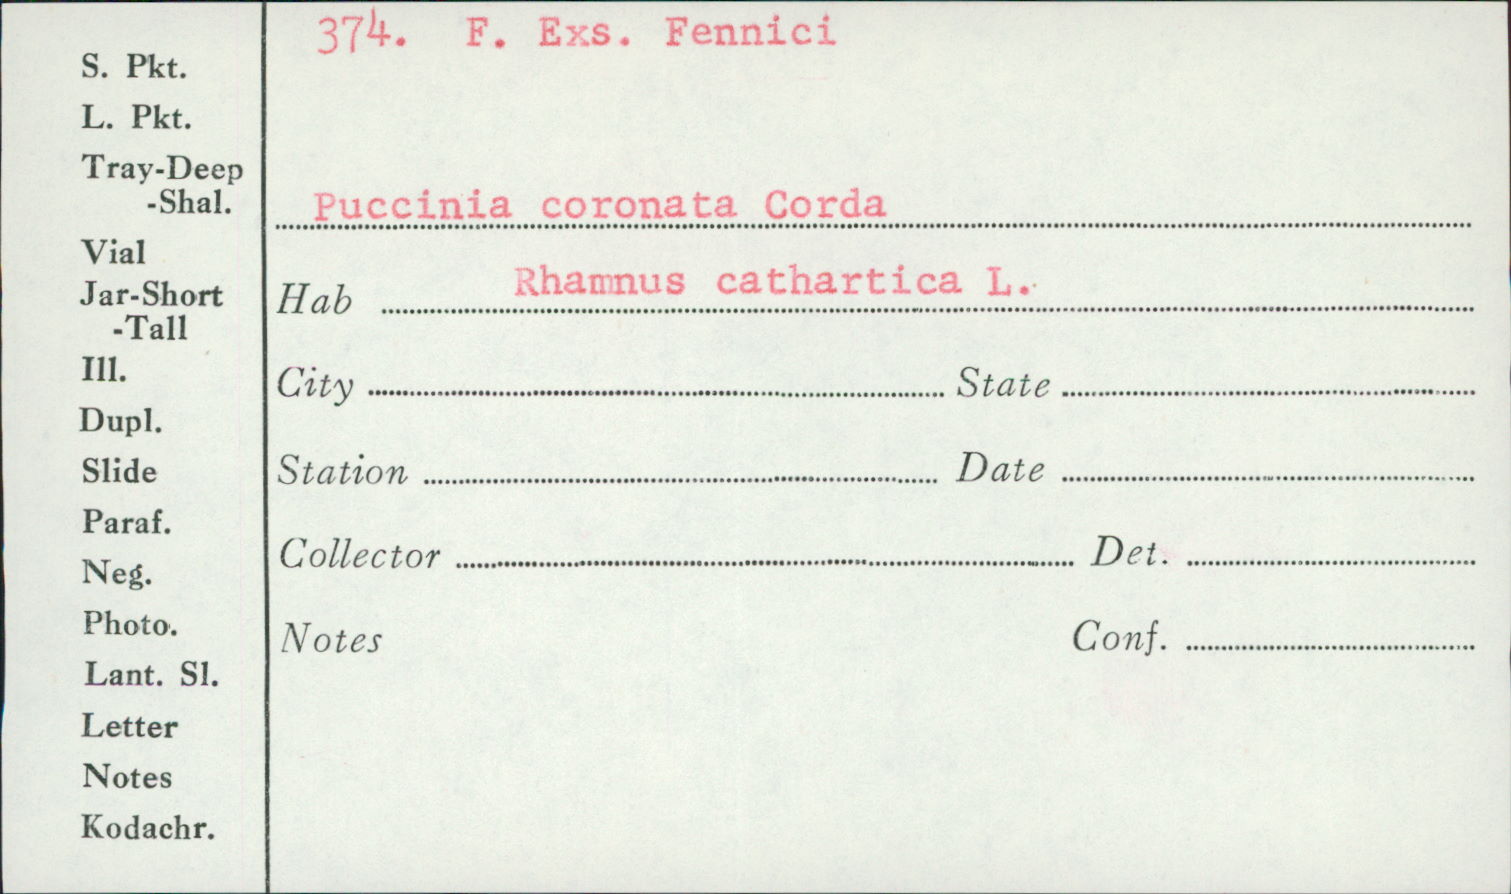 374. F. Exs. Fennici
S. Pkt.
L. Pkt.
Tray-Deep
-Shal.
Puccinia coronata Corda
Vial
Jar-Short
-Tall
Hab Rhamnus cathartica L.
Ill.
City State
Dupl.
Slide
Station Date
Paraf.
Neg.
Collector Det.
Photo.
Notes Conf.
Lant. Sl.
Letter
Notes
Kodachr.